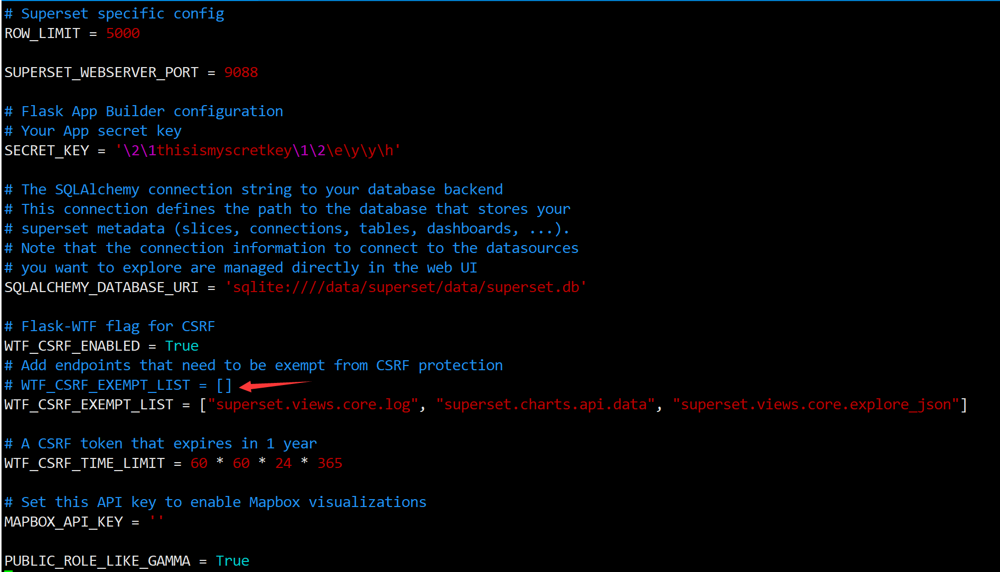 # Superset specific config
ROW_LIMIT = 5000
SUPERSET_WEBSERVER_PORT = 9088
# Flask App Builder configuration
# Your App secret key
SECRET_KEY = '\2\1thisismyscretkey\1\2\e\y\y\h'
# The SQLAlchemy connection string to your database backend
# This connection defines the path to the database that stores your
# superset metadata (slices, connections, tables, dashboards, ...).
# Note that the connection information to connect to the datasources
# you want to explore are managed directly in the web UI
SQLALCHEMY_DATABASE_URI = 'sqlite:////data/superset/data/superset.db'
# Flask-WTF flag for CSRF
WTF_CSRF_ENABLED = True
# Add endpoints that need to be exempt from CSRF protection
# WTF_CSRF_EXEMPT_LIST = []
WTF_CSRF_EXEMPT_LIST = ["superset.views.core.log", "superset.charts.api.data", "superset.views.core.explore_json"]
# A CSRF token that expires in 1 year
WTF_CSRF_TIME_LIMIT = 60 * 60 * 24 * 365
# Set this API key to enable Mapbox visualizations
MAPBOX_API_KEY = ''
PUBLIC_ROLE_LIKE_GAMMA = True